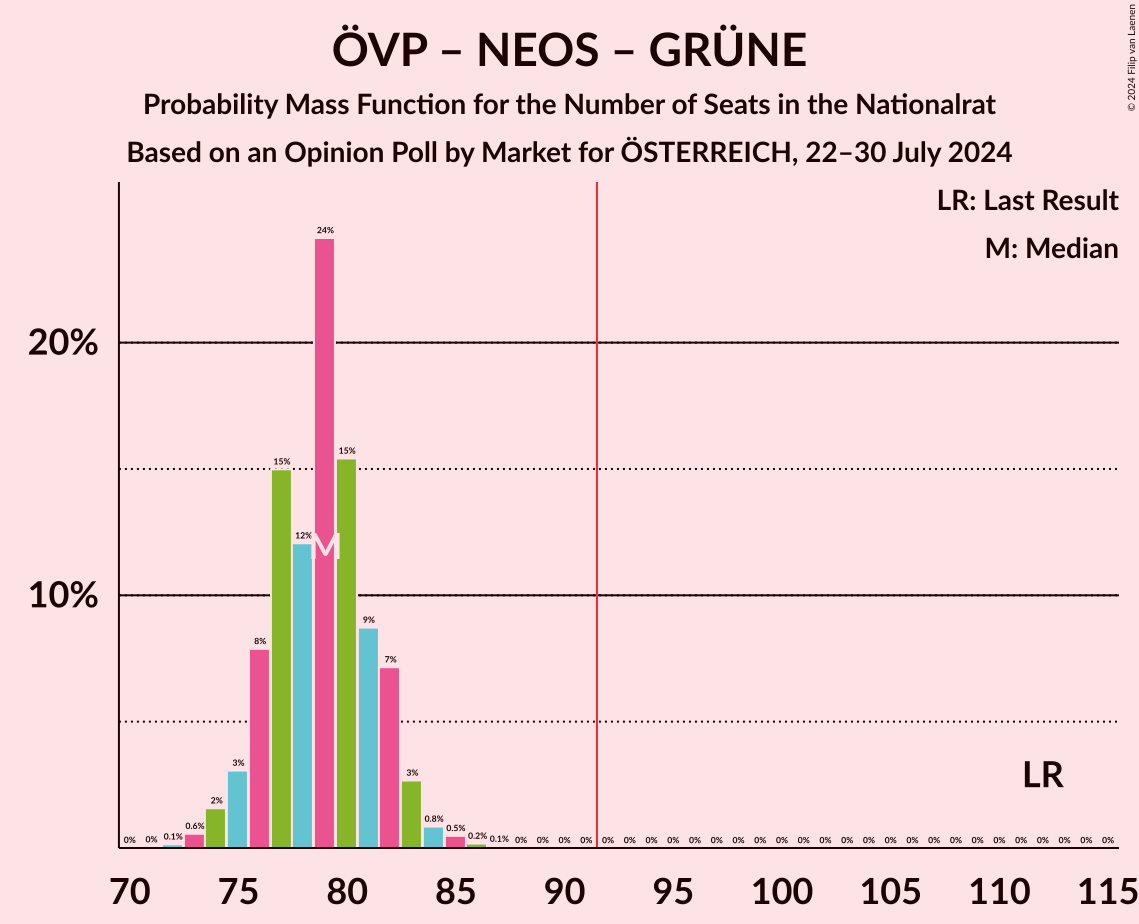 ÖVP – NEOS – GRÜNE
Probability Mass Function for the Number of Seats in the Nationalrat
Based on an Opinion Poll by Market for ÖSTERREICH, 22–30 July 2024
© 2024 Filip van Laenen
LR: Last Result
M: Median
20%
10%
0% 0% 0.1% 0.6% 2% 3% 8% 15% 12% 24% 15% 9% 7% 3% 0.8% 0.5% 0.2% 0.1% 0% 0% 0% 0% 0% 0% 0% 0% 0% 0% 0% 0% 0% 0% 0% 0% 0% 0% 0% 0% 0% 0% 0% 0% 0% 0% 0% 0%
M
LR
70 75 80 85 90 95 100 105 110 115